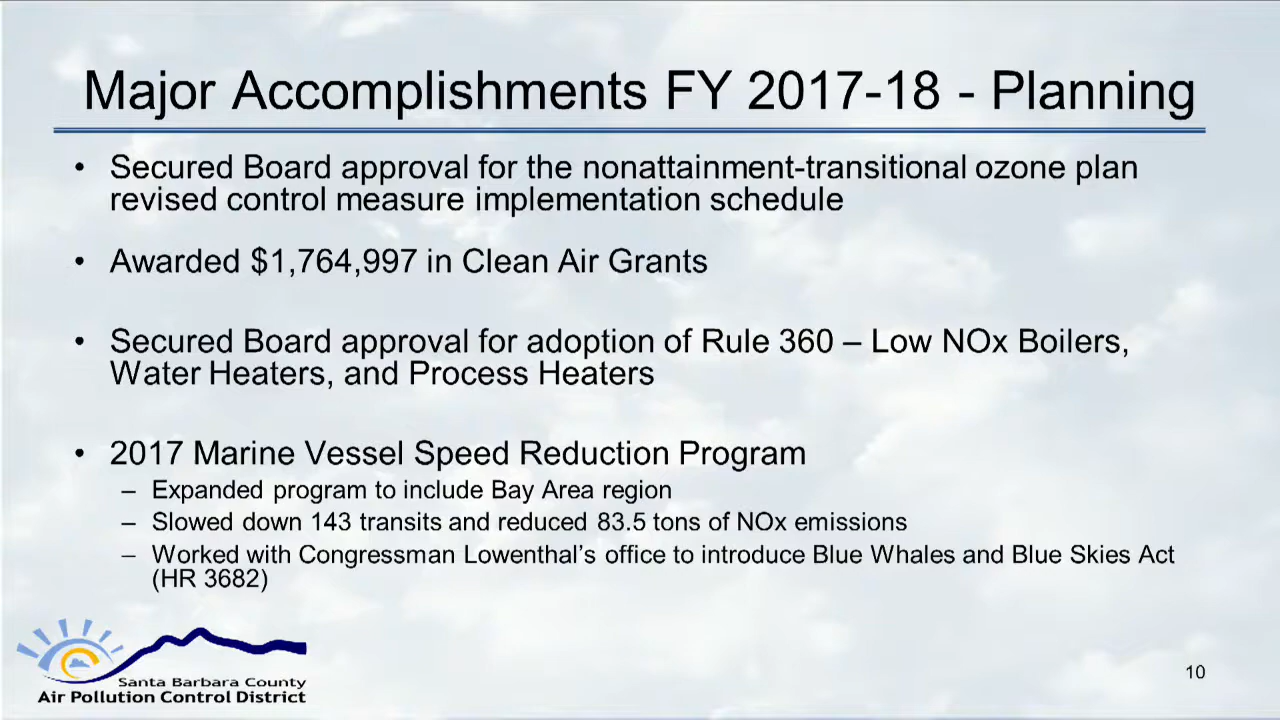 Major Accomplishments FY 2017-18 - Planning
• Secured Board approval for the nonattainment-transitional ozone plan
revised control measure implementation schedule
• Awarded $1,764,997 in Clean Air Grants
• Secured Board approval for adoption of Rule 360 – Low NOx Boilers,
Water Heaters, and Process Heaters
• 2017 Marine Vessel Speed Reduction Program
– Expanded program to include Bay Area region
– Slowed down 143 transits and reduced 83.5 tons of NOx emissions
– Worked with Congressman Lowenthal's office to introduce Blue Whales and Blue Skies Act
(HR 3682)
Santa Barbara County
Air Pollution Control District
10